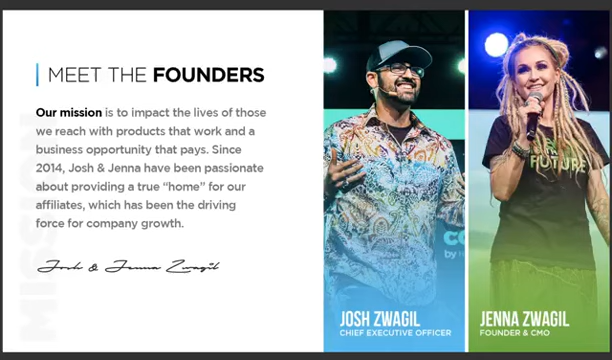 MEET THE FOUNDERS
Our mission is to impact the lives of those
we reach with products that work and a
business opportunity that pays. Since
2014, Josh & Jenna have been passionate
about providing a true “home” for our
affiliates, which has been the driving
force for company growth.
Josh & Jenna Zwagil
MISSION
FUTURE
by
JOSH ZWAGIL
CHIEF EXECUTIVE OFFICER
JENNA ZWAGIL
FOUNDER & CMO